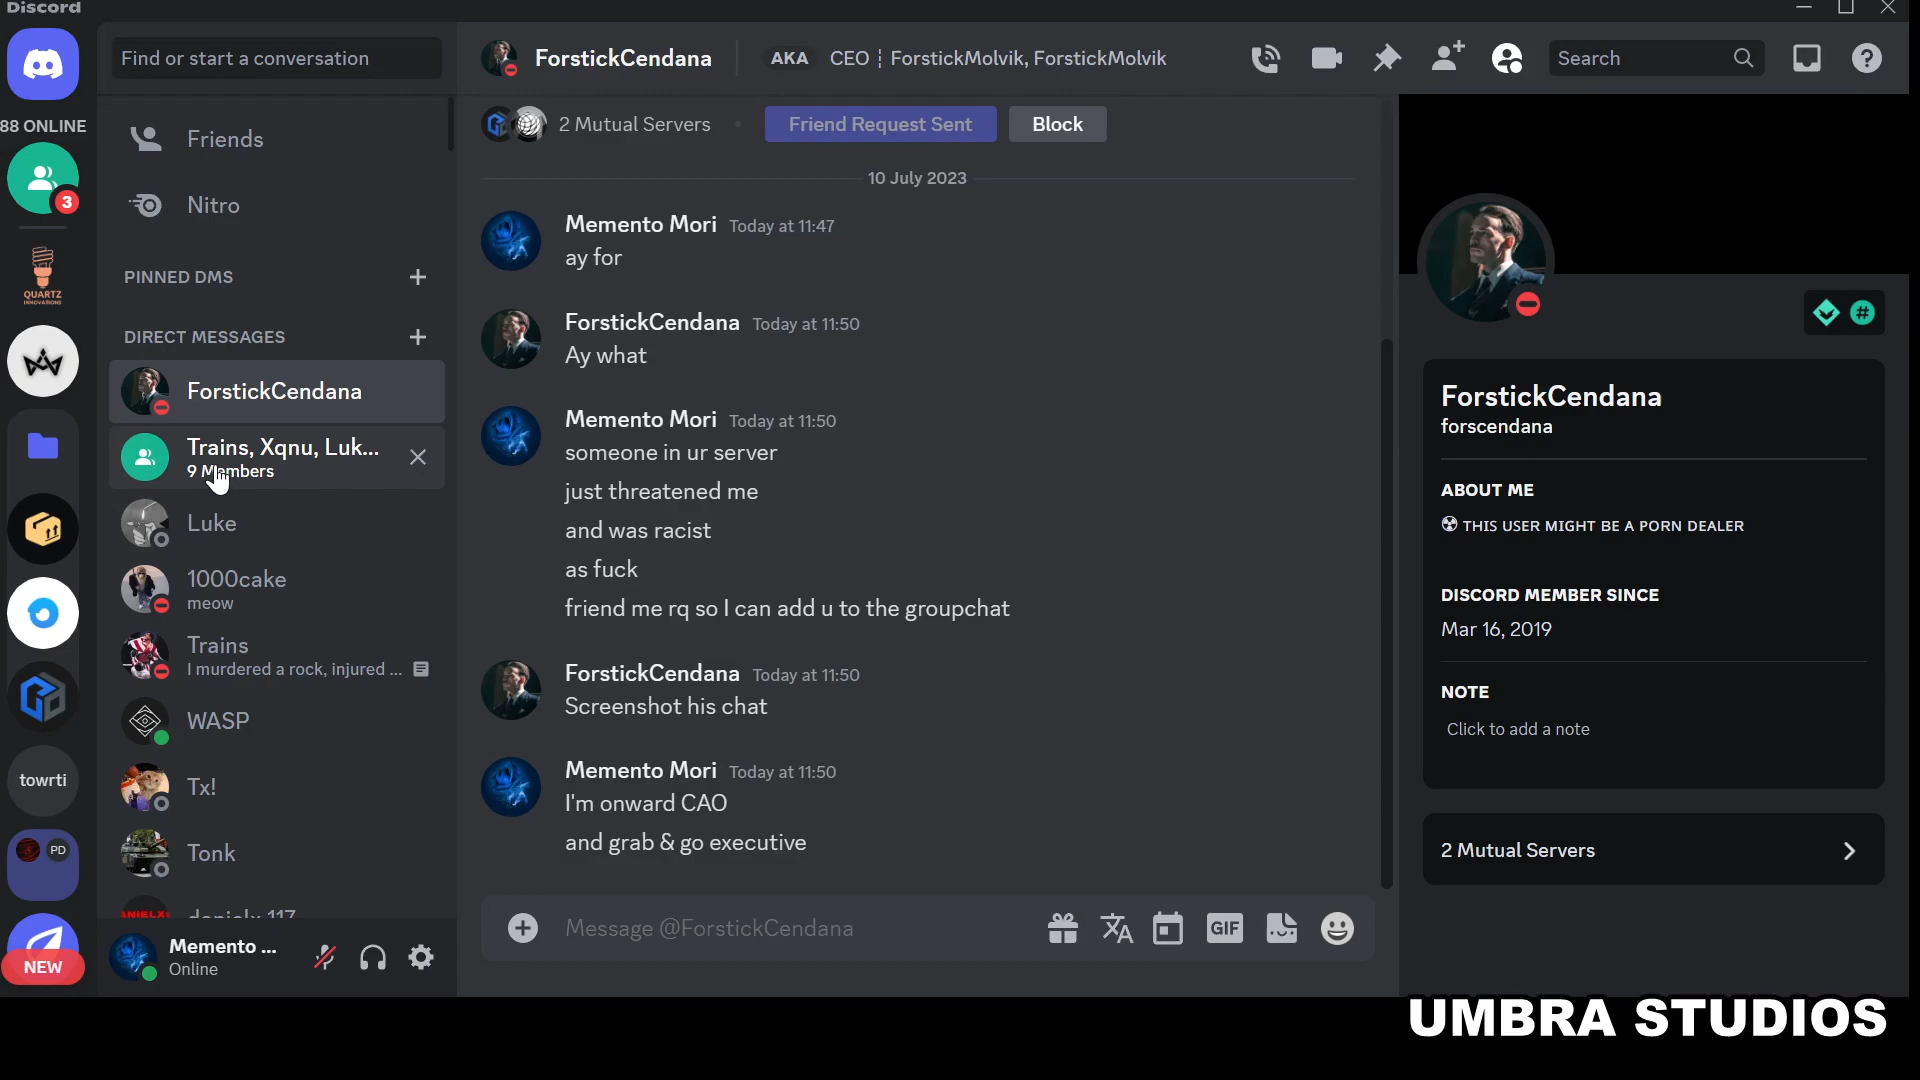 Discord
Find or start a conversation
ForstickCendana
AKA CEO ¦ ForstickMolvik, ForstickMolvik
Search
88 ONLINE
3
QUARTZ
INNOVATIONS
towrti
PD
NEW
Friends
Nitro
PINNED DMS
DIRECT MESSAGES
ForstickCendana
Trains, Xqnu, Luk...
9 Members
Luke
1000cake
meow
Trains
I murdered a rock, injured ...
WASP
Tx!
Tonk
Memento ...
Online
2 Mutual Servers
Friend Request Sent
Block
10 July 2023
Memento Mori Today at 11:47
ay for
ForstickCendana Today at 11:50
Ay what
Memento Mori Today at 11:50
someone in ur server
just threatened me
and was racist
as fuck
friend me rq so I can add u to the groupchat
ForstickCendana Today at 11:50
Screenshot his chat
Memento Mori Today at 11:50
I'm onward CAO
and grab & go executive
Message @ForstickCendana
GIF
ForstickCendana
forscendana
ABOUT ME
☢ THIS USER MIGHT BE A PORN DEALER
DISCORD MEMBER SINCE
Mar 16, 2019
NOTE
Click to add a note
2 Mutual Servers
UMBRA STUDIOS